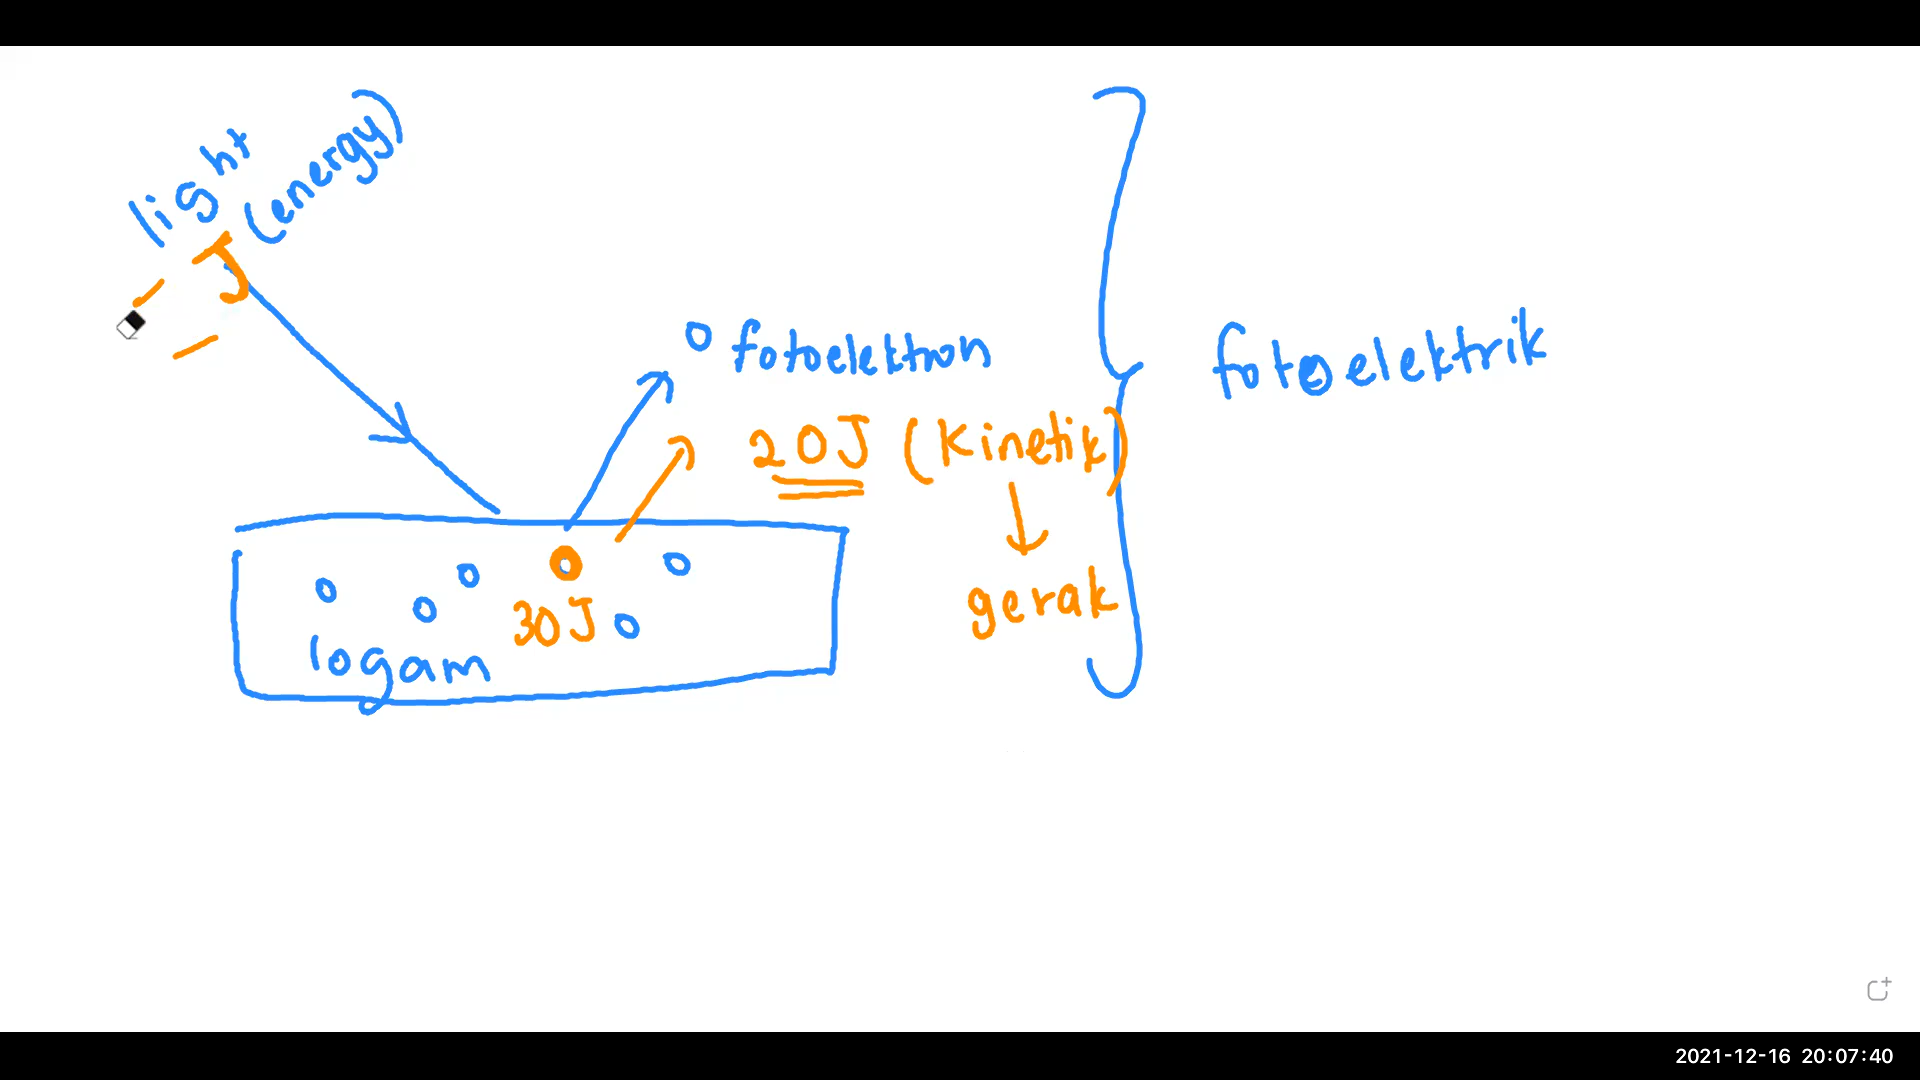 light
(energy)
J
fotoelektron
20J (Kinetik)
gerak
30J
logam
fotoelektrik
2021-12-16 20:07:40